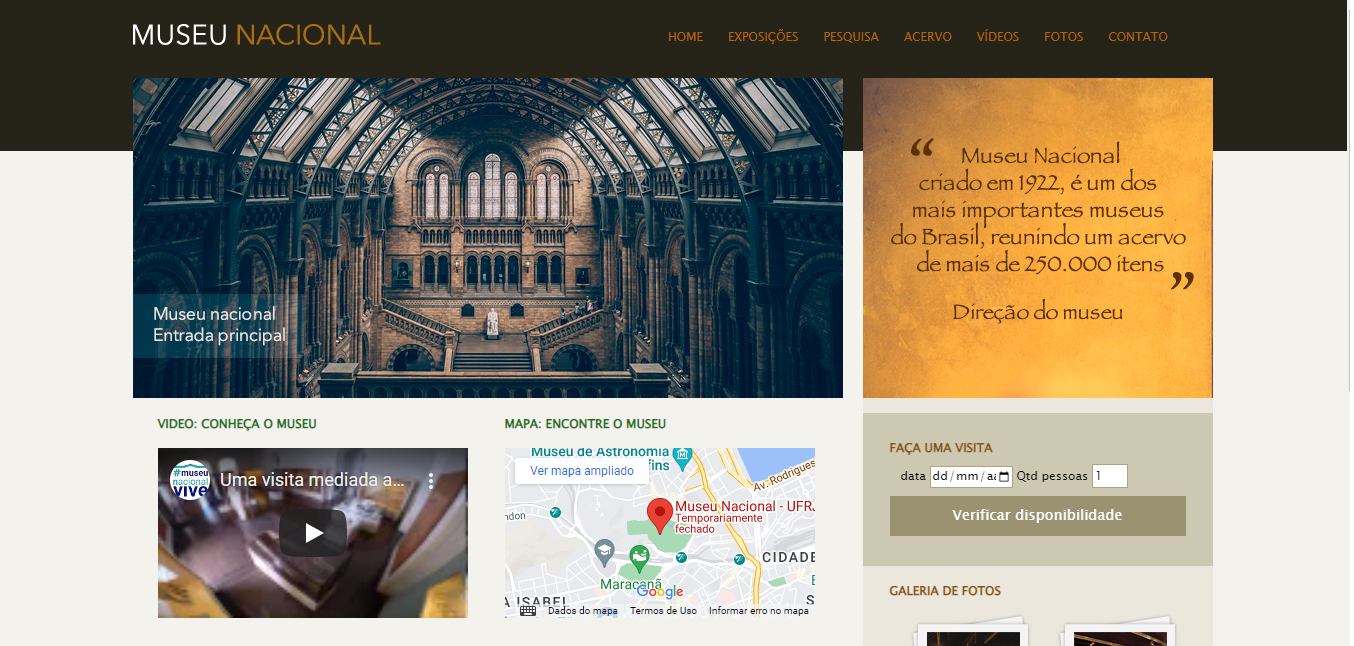 MUSEU NACIONAL
HOME EXPOSIÇÕES PESQUISA ACERVO VÍDEOS FOTOS CONTATO
“ Museu Nacional
criado em 1922, é um dos
mais importantes museus
do Brasil, reunindo um acervo
de mais de 250.000 itens ”
Direção do museu
Museu nacional
Entrada principal
VIDEO: CONHEÇA O MUSEU
#museu
nacional
vive
Uma visita mediada a...
MAPA: ENCONTRE O MUSEU
Museu de Astronomia
fins
Ver mapa ampliado
Av. Rodrigues
Museu Nacional - UFRJ
Temporariamente
fechado
ndon
CIDADE
Maracanã
Google
A ISABEL
Dados do mapa Termos de Uso Informar erro no mapa
FAÇA UMA VISITA
data dd/mm/aa Qtd pessoas 1
Verificar disponibilidade
GALERIA DE FOTOS